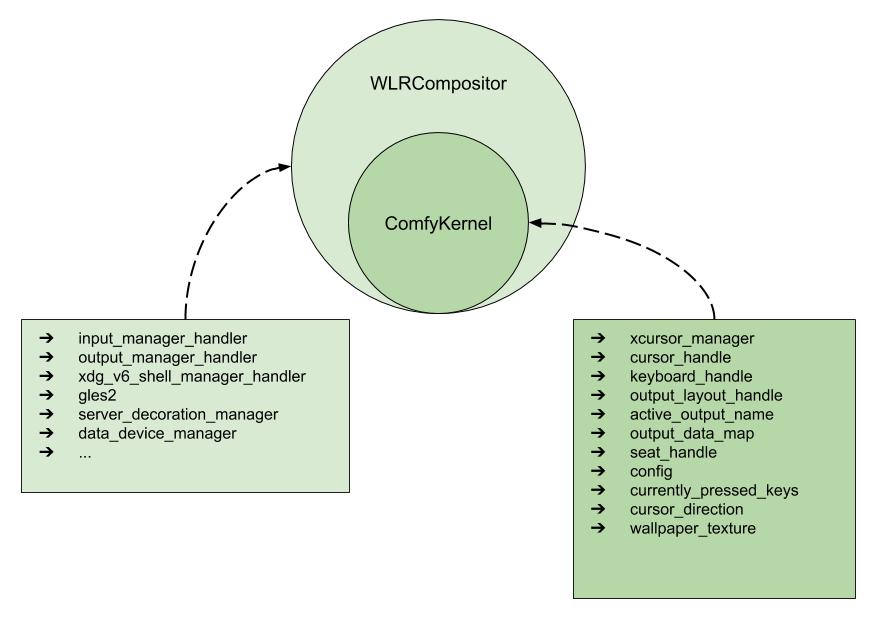 WLRCompositor
ComfyKernel
➔ input_manager_handler
➔ output_manager_handler
➔ xdg_v6_shell_manager_handler
➔ gles2
➔ server_decoration_manager
➔ data_device_manager
➔ ...
➔ xcursor_manager
➔ cursor_handle
➔ keyboard_handle
➔ output_layout_handle
➔ active_output_name
➔ output_data_map
➔ seat_handle
➔ config
➔ currently_pressed_keys
➔ cursor_direction
➔ wallpaper_texture